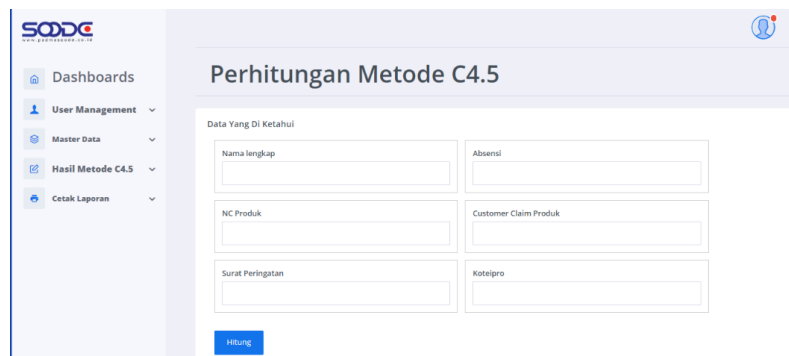 SOODE
Dashboards
User Management
Master Data
Hasil Metode C4.5
Cetak Laporan
Perhitungan Metode C4.5
Data Yang Di Ketahui
Nama lengkap
Absensi
NC Produk
Customer Claim Produk
Surat Peringatan
Koteipro
Hitung